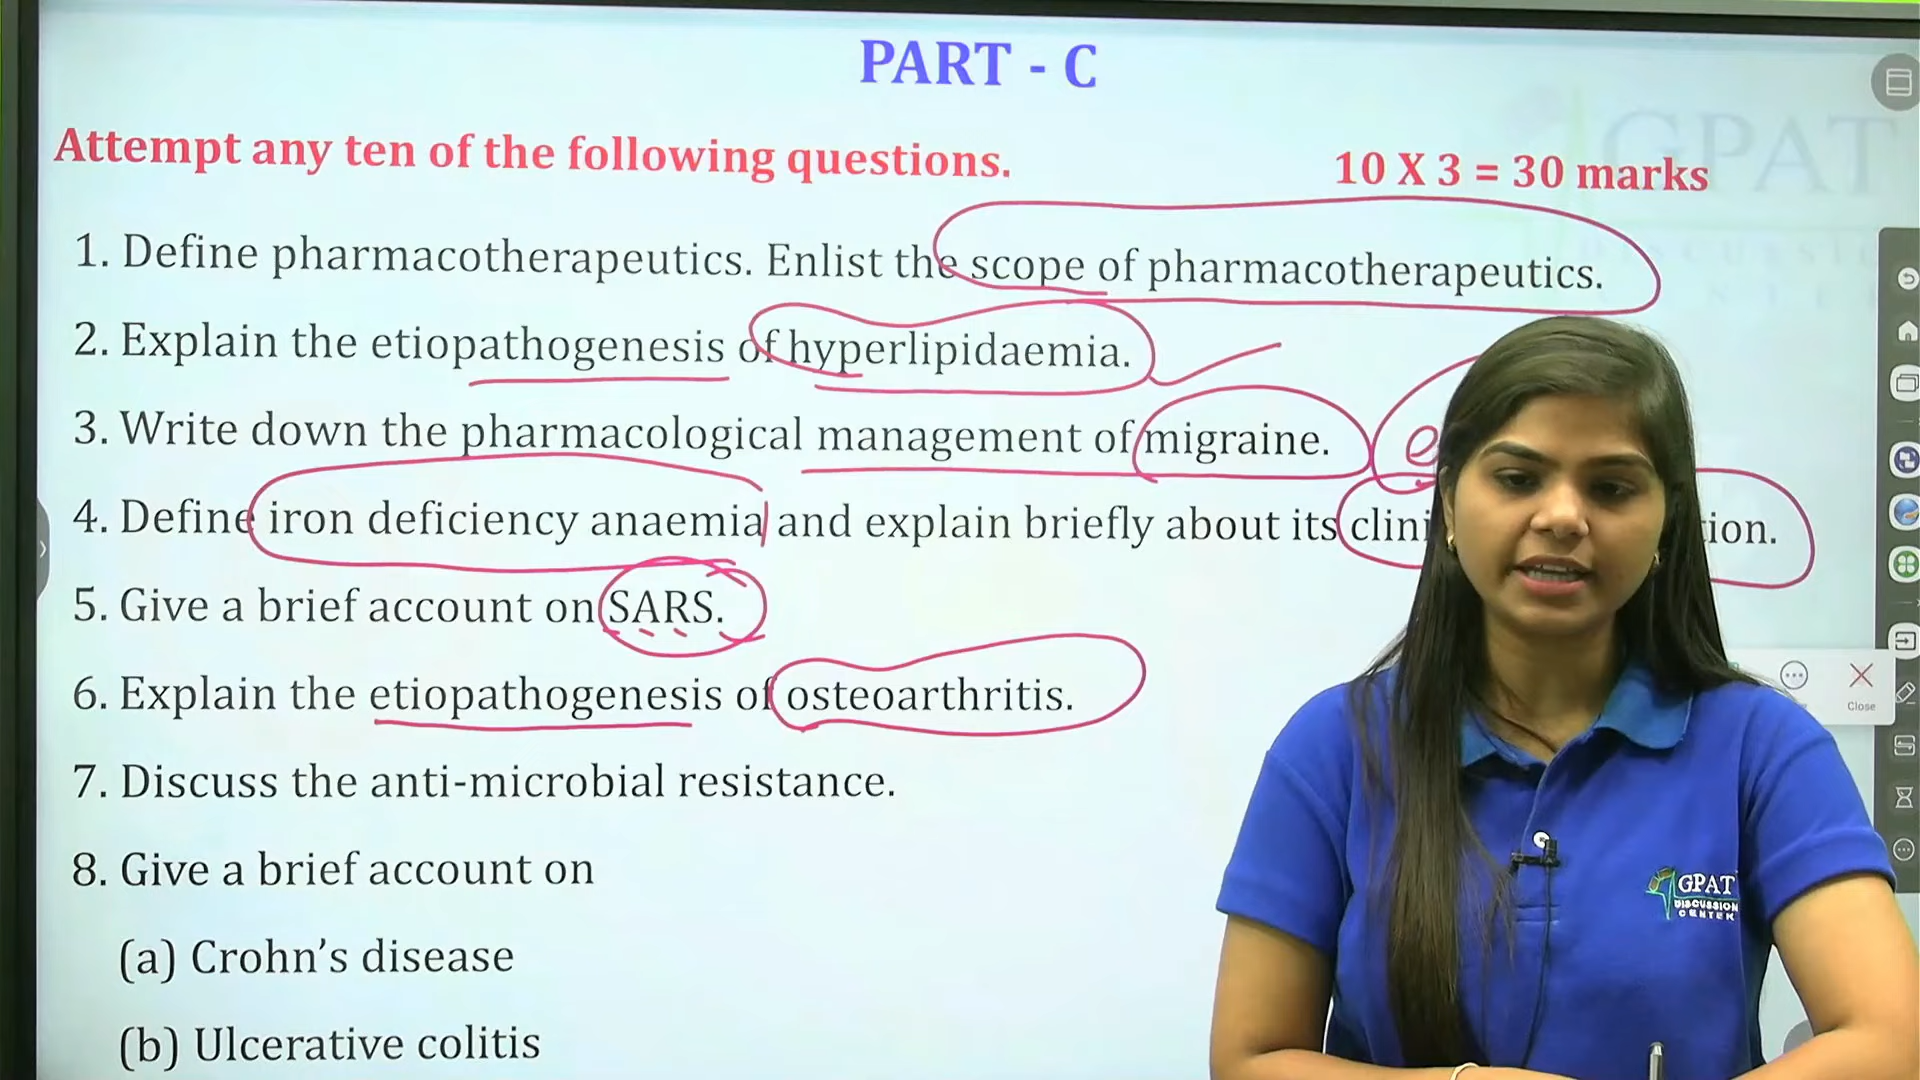 PART - C
Attempt any ten of the following questions. 10 X 3 = 30 marks
1. Define pharmacotherapeutics. Enlist the scope of pharmacotherapeutics.
2. Explain the etiopathogenesis of hyperlipidaemia.
3. Write down the pharmacological management of migraine.
4. Define iron deficiency anaemia and explain briefly about its clini tion.
5. Give a brief account on SARS.
6. Explain the etiopathogenesis of osteoarthritis.
7. Discuss the anti-microbial resistance.
8. Give a brief account on
(a) Crohn's disease
(b) Ulcerative colitis
GPAT
Close
GPAT
DISCUSSION
CENTER